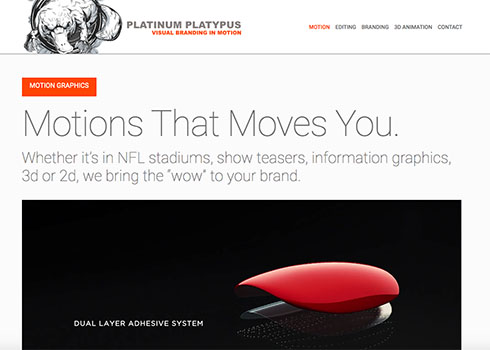 PLATINUM PLATYPUS
VISUAL BRANDING IN MOTION
MOTION EDITING BRANDING 3D ANIMATION CONTACT
MOTION GRAPHICS
Motions That Moves You.
Whether it's in NFL stadiums, show teasers, information graphics,
3d or 2d, we bring the "wow" to your brand.
DUAL LAYER ADHESIVE SYSTEM